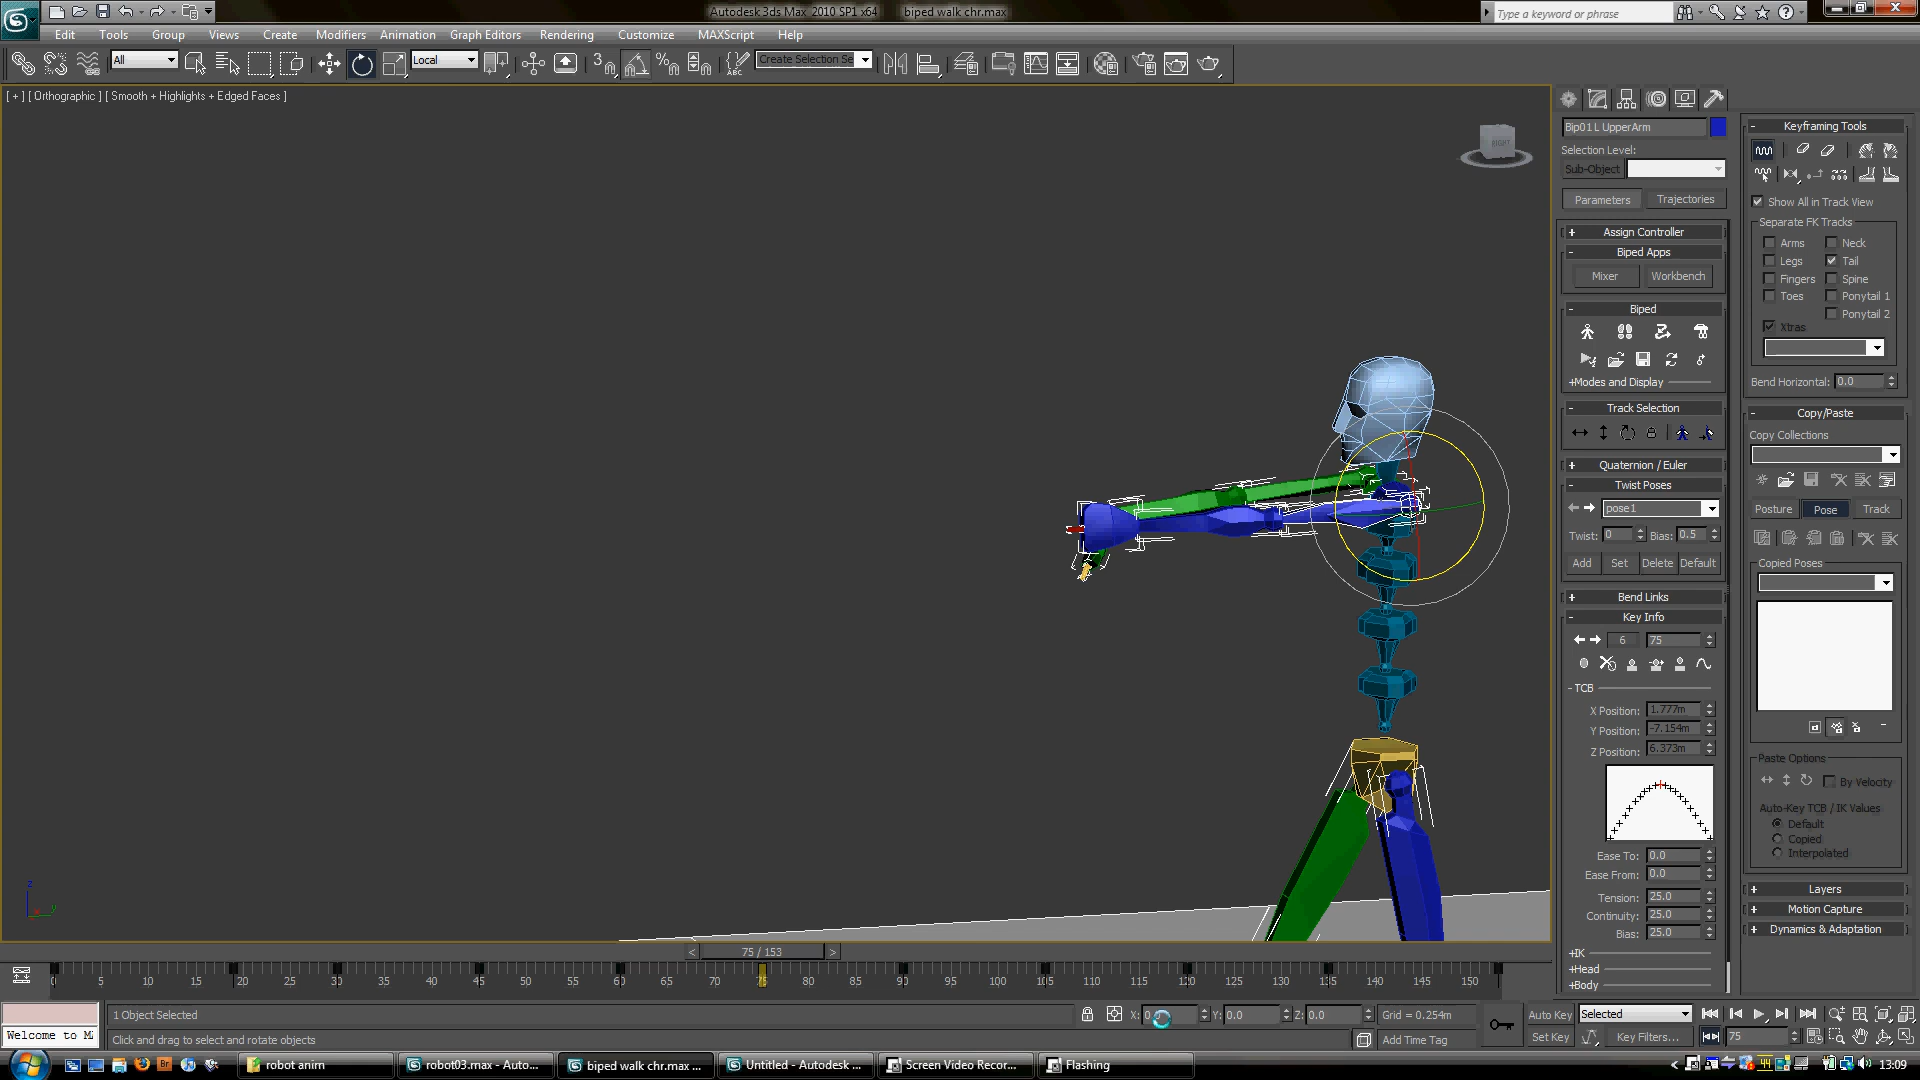 Autodesk 3ds Max 2010 SP1 x64 biped walk chr.max
Type a keyword or phrase
Edit Tools Group Views Create Modifiers Animation Graph Editors Rendering Customize MAXScript Help
All
Local
Create Selection Se
[ + ] [ Orthographic ] [ Smooth + Highlights + Edged Faces ]
Bip01 L UpperArm
Selection Level:
Sub-Object
Parameters Trajectories
+ Assign Controller
- Biped Apps
Mixer Workbench
- Biped
+Modes and Display
- Track Selection
+ Quaternion / Euler
- Twist Poses
pose1
Twist: 0 Bias: 0.5
Add Set Delete Default
+ Bend Links
- Key Info
6 75
- TCB
X Position: 1.777m
Y Position: -7.154m
Z Position: 6.373m
Ease To: 0.0
Ease From: 0.0
Tension: 25.0
Continuity: 25.0
Bias: 25.0
+IK
+Head
+Body
- Keyframing Tools
Show All in Track View
Separate FK Tracks
Arms Neck
Legs Tail
Fingers Spine
Toes Ponytail 1
Ponytail 2
Xtras
Bend Horizontal: 0.0
- Copy/Paste
Copy Collections
Posture Pose Track
Copied Poses
Paste Options
By Velocity
Auto-Key TCB / IK Values
Default
Copied
Interpolated
+ Layers
+ Motion Capture
+ Dynamics & Adaptation
z
y
< 75 / 153 >
5 10 15 20 25 30 35 40 45 50 55 60 65 70 75 80 85 90 95 100 105 110 115 120 125 130 135 140 145 150
1 Object Selected
X: 0. Y: 0.0 Z: 0.0 Grid = 0.254m
Auto Key Selected
Welcome to M
Click and drag to select and rotate objects
Add Time Tag
Set Key Key Filters...
75
robot anim
robot03.max - Auto...
biped walk chr.max ...
Untitled - Autodesk ...
Screen Video Recor...
Flashing
13:09